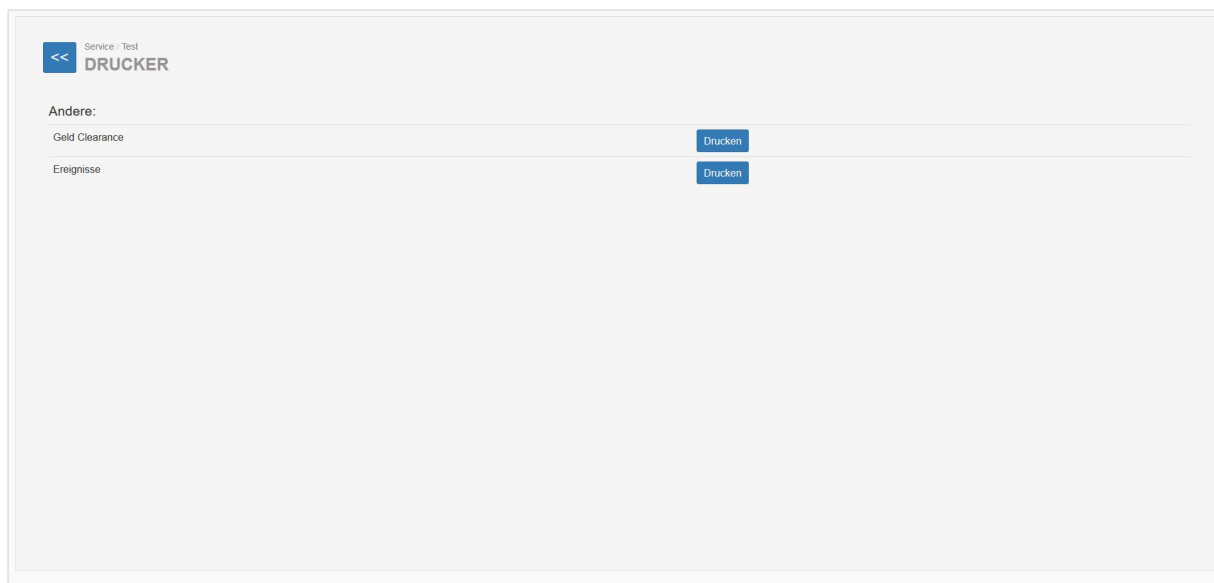 <<
Service / Test
DRUCKER
Andere:
Geld Clearance
Drucken
Ereignisse
Drucken